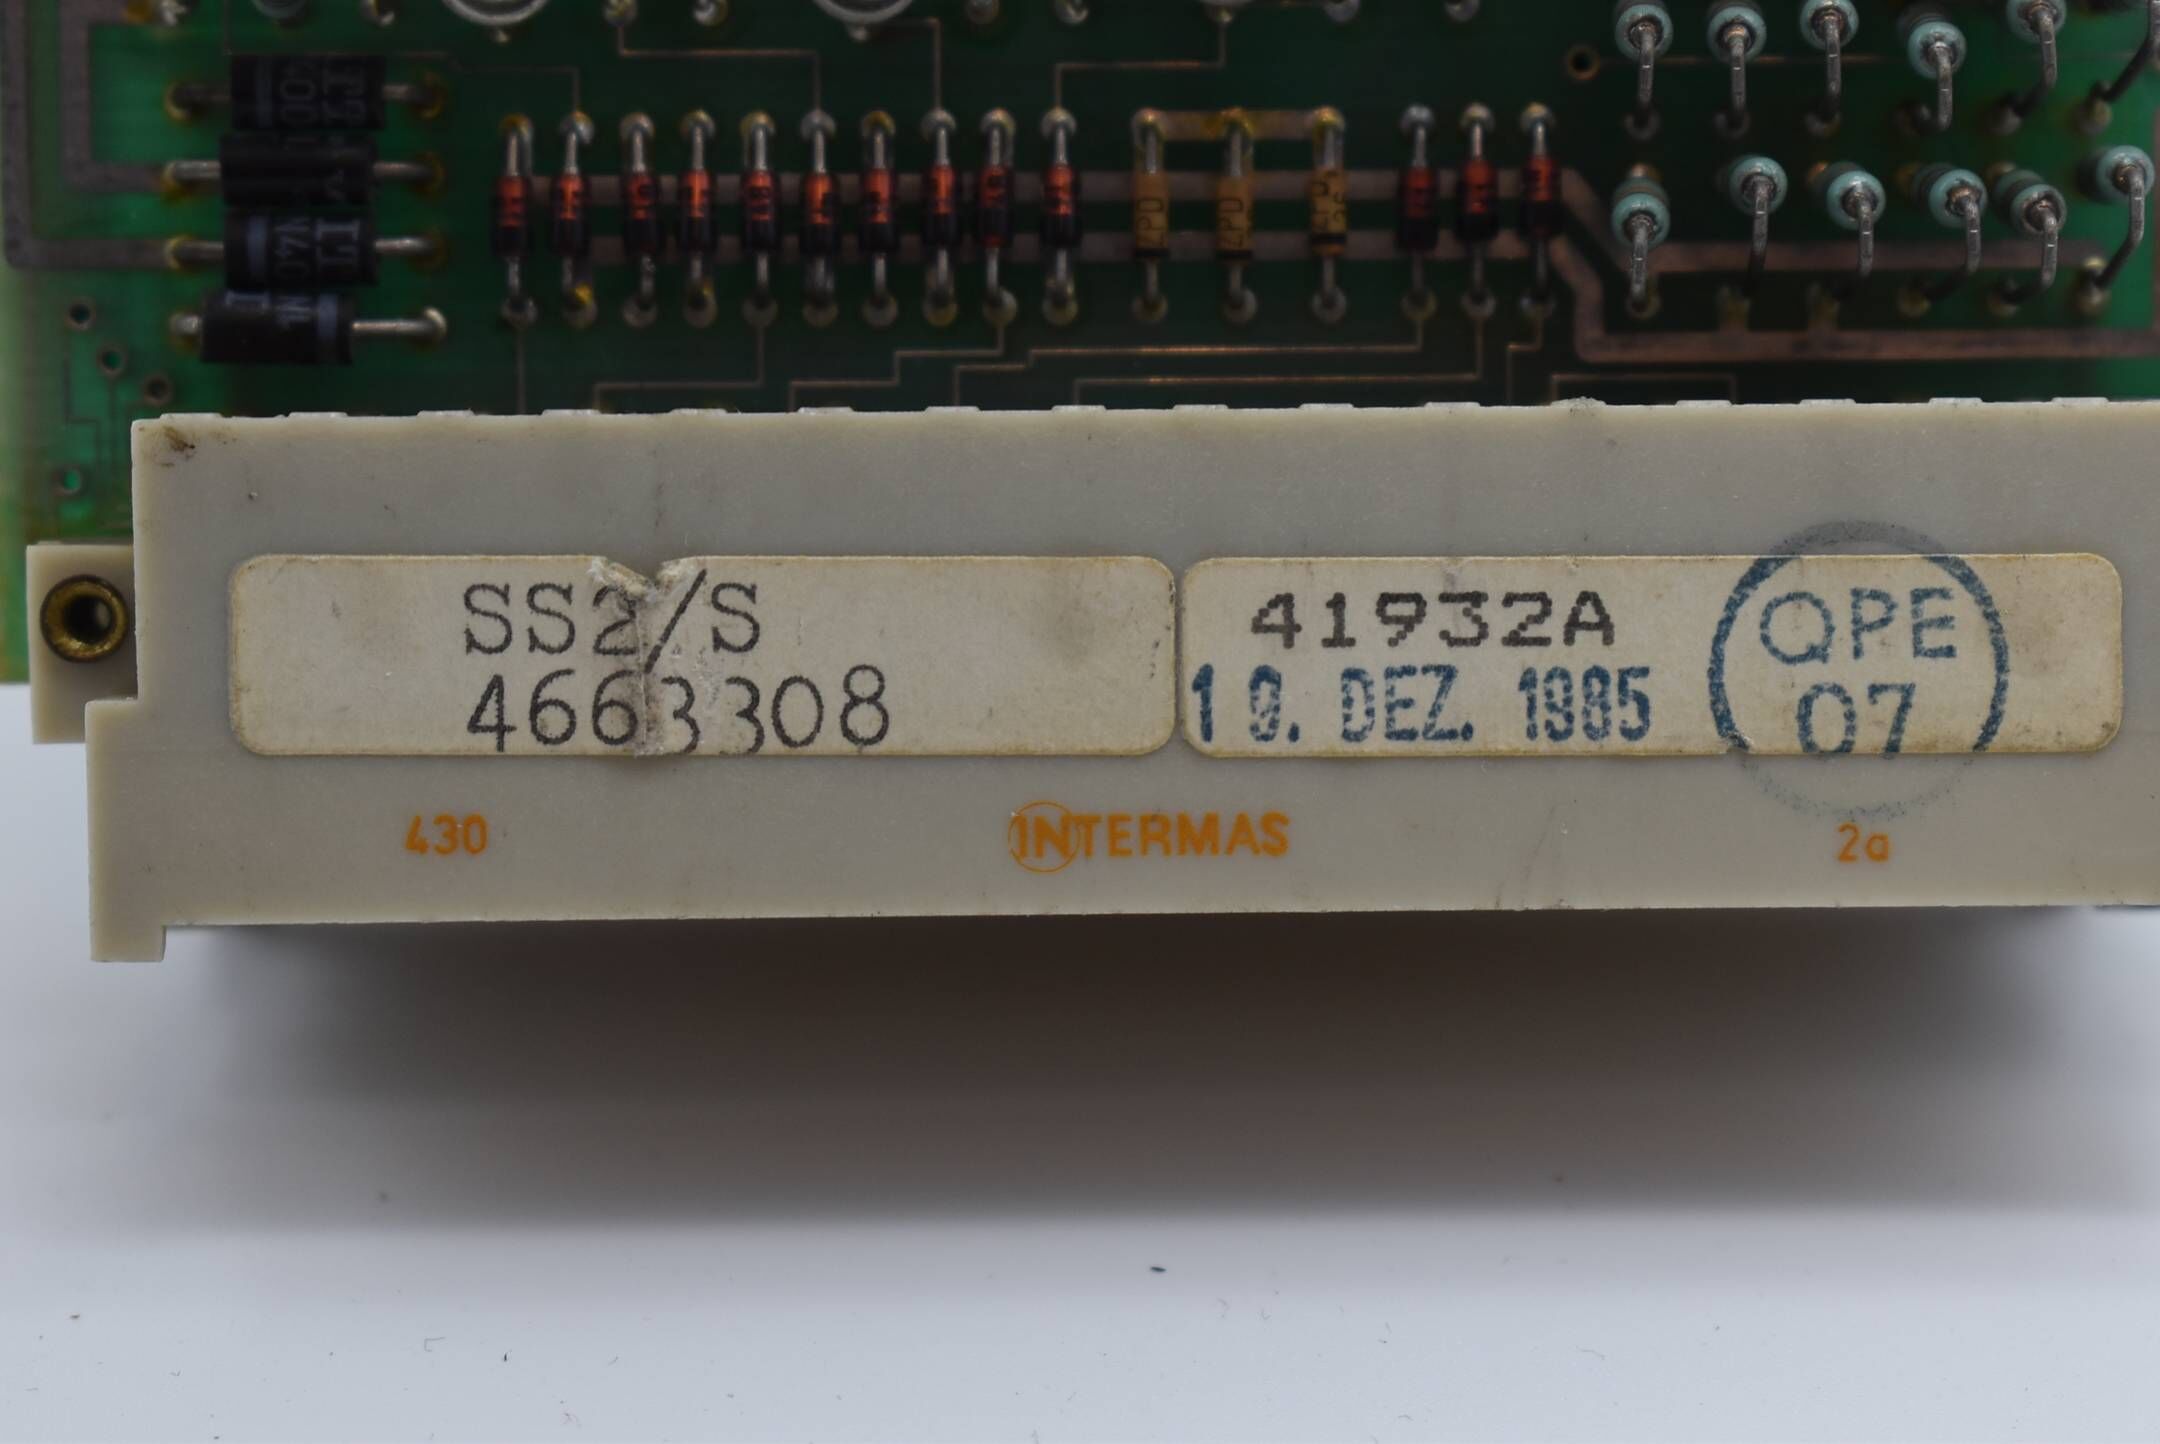 SS2/S
4663308
41932A
10. DEZ. 1985
QPE
07
430
INTERMAS
2a